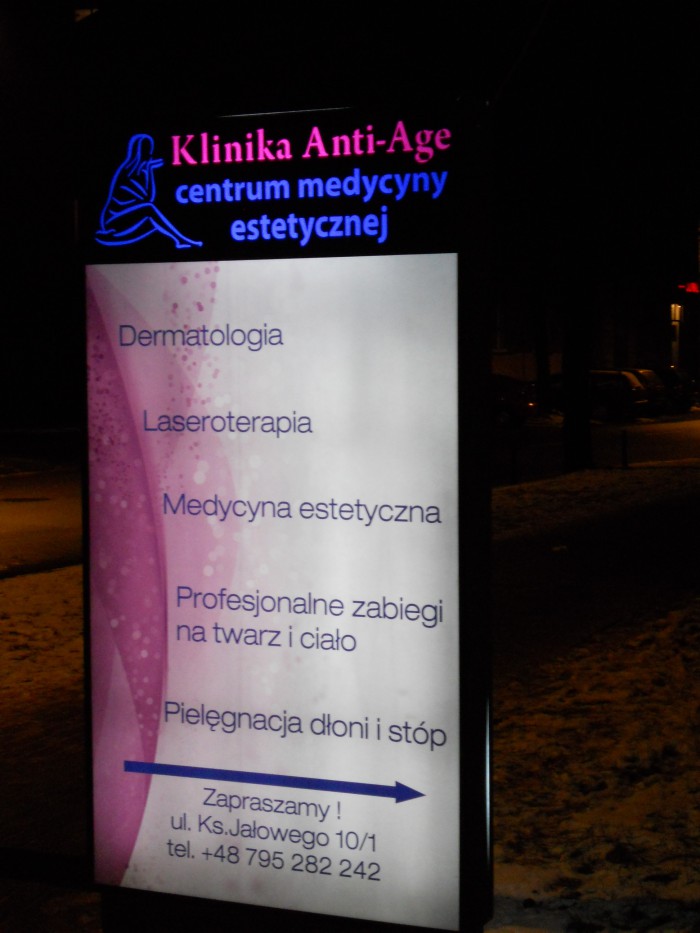 Klinika Anti-Age
centrum medycyny
estetycznej
Dermatologia
Laseroterapia
Medycyna estetyczna
Profesjonalne zabiegi
na twarz i ciało
Pielęgnacja dłoni i stóp
Zapraszamy !
ul. Ks.Jałowego 10/1
tel. +48 795 282 242